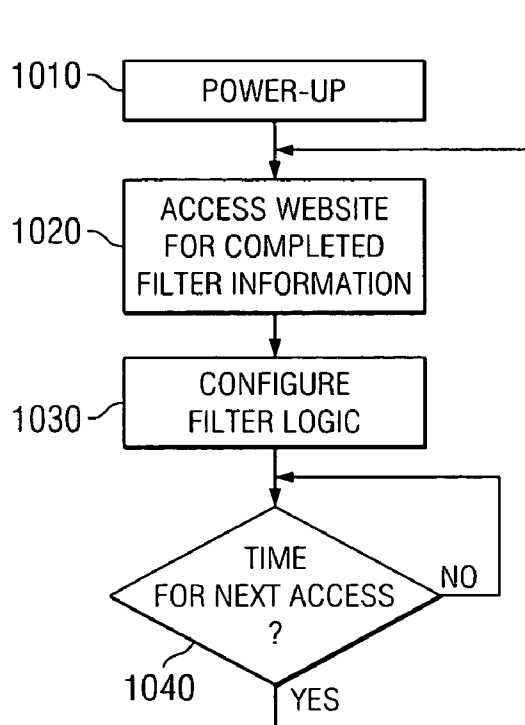 1010
POWER-UP
1020
ACCESS WEBSITE
FOR COMPLETED
FILTER INFORMATION
1030
CONFIGURE
FILTER LOGIC
TIME
FOR NEXT ACCESS
?
NO
1040
YES